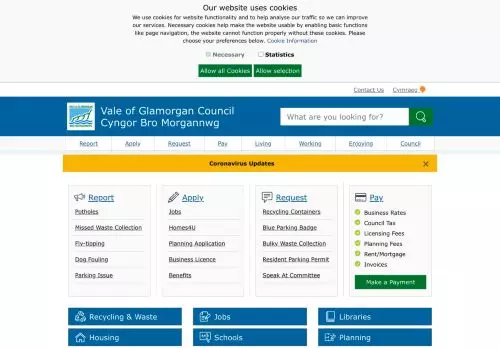 Our website uses cookies
We use cookies for website functionality and to help analyse our traffic so we can improve
our services. Necessary cookies help make the website usable by enabling basic functions
like page navigation, the website cannot function properly without these cookies. Please
choose your preferences below. Cookie Information
Necessary Statistics
Allow all Cookies Allow selection
Contact Us Cymraeg
Vale of Glamorgan Council
Cyngor Bro Morgannwg
What are you looking for?
Report Apply Request Pay Living Working Enjoying Council
Coronavirus Updates
Report
Potholes
Missed Waste Collection
Fly-tipping
Dog Fouling
Parking Issue
Apply
Jobs
Homes4U
Planning Application
Business Licence
Benefits
Request
Recycling Containers
Blue Parking Badge
Bulky Waste Collection
Resident Parking Permit
Speak At Committee
Pay
Business Rates
Council Tax
Licensing Fees
Planning Fees
Rent/Mortgage
Invoices
Make a Payment
Recycling & Waste Jobs Libraries
Housing Schools Planning